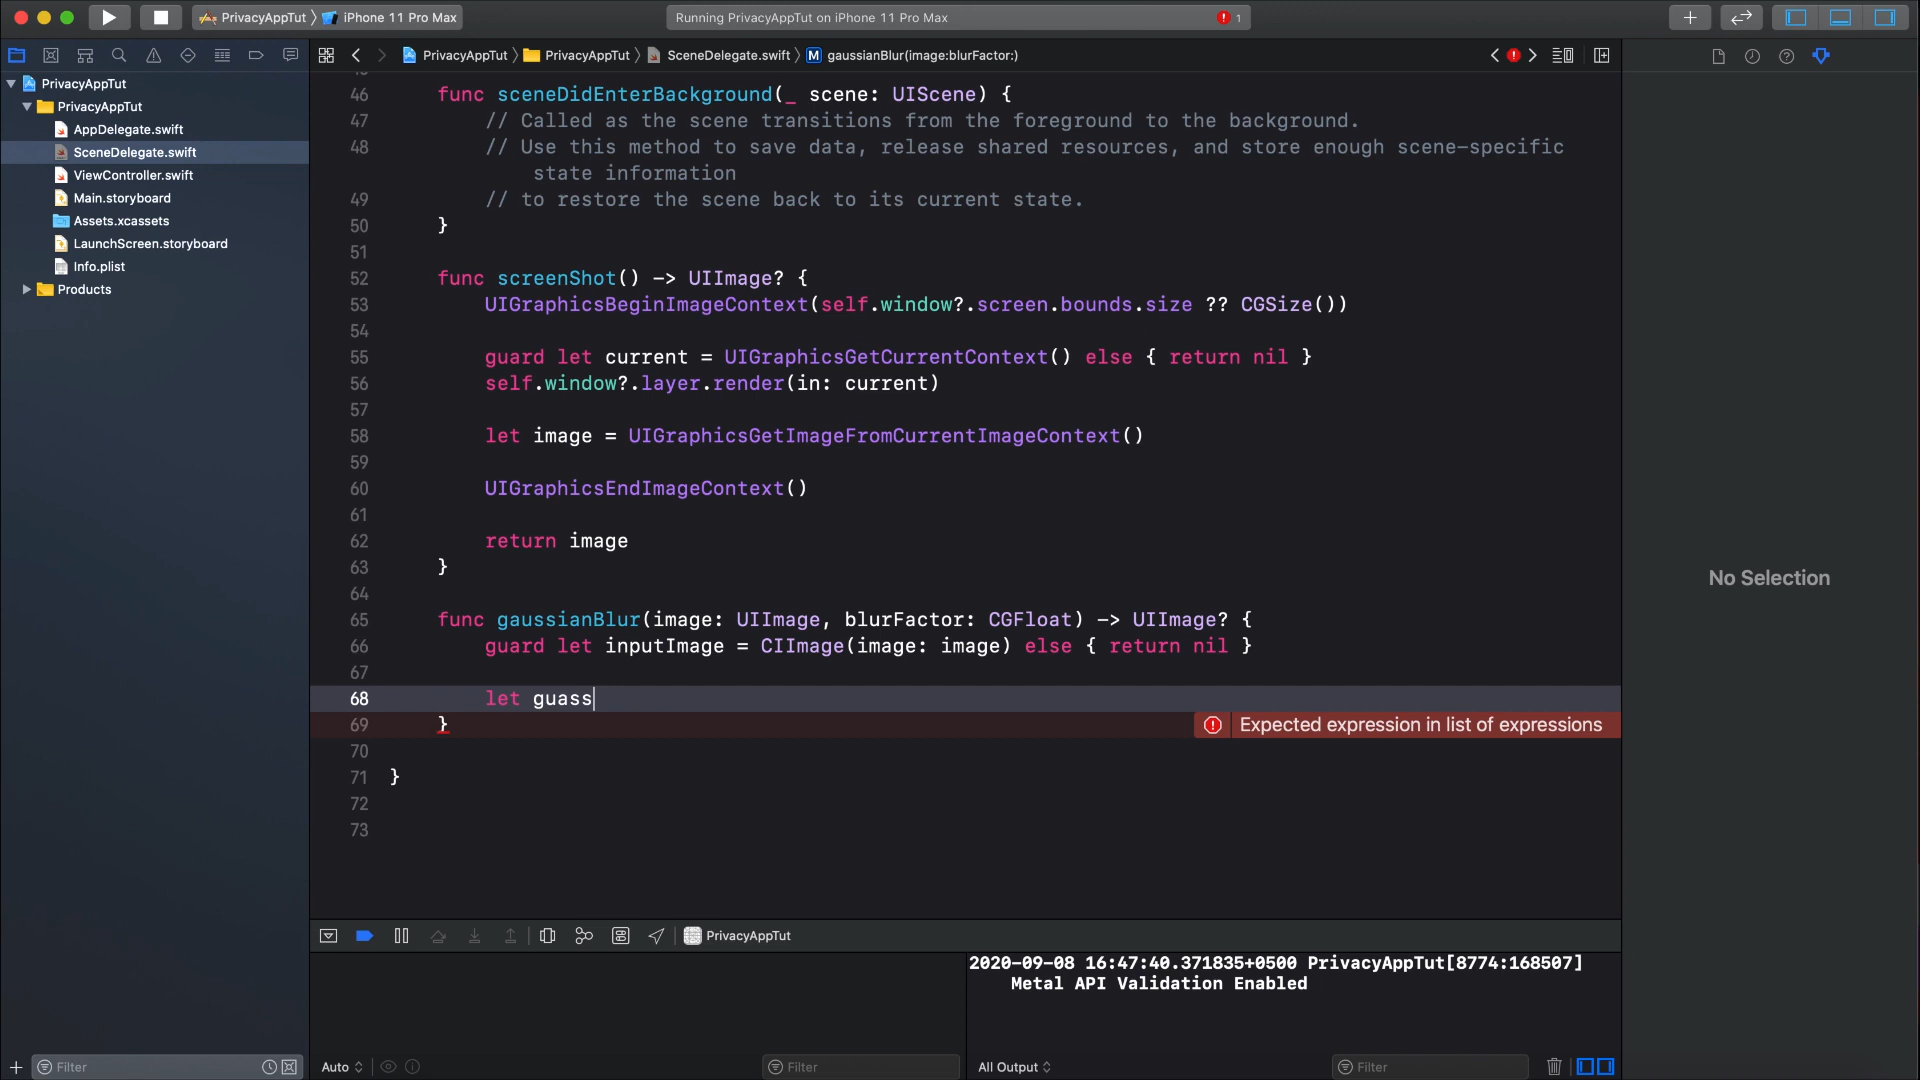 PrivacyAppTut iPhone 11 Pro Max
Running PrivacyAppTut on iPhone 11 Pro Max
1
PrivacyAppTut PrivacyAppTut SceneDelegate.swift M gaussianBlur(image:blurFactor:)
PrivacyAppTut
PrivacyAppTut
AppDelegate.swift
SceneDelegate.swift
ViewController.swift
Main.storyboard
Assets.xcassets
LaunchScreen.storyboard
Info.plist
Products
46 func sceneDidEnterBackground(_ scene: UIScene) {
47 // Called as the scene transitions from the foreground to the background.
48 // Use this method to save data, release shared resources, and store enough scene-specific
state information
49 // to restore the scene back to its current state.
50 }
51
52 func screenShot() -> UIImage? {
53 UIGraphicsBeginImageContext(self.window?.screen.bounds.size ?? CGSize())
54
55 guard let current = UIGraphicsGetCurrentContext() else { return nil }
56 self.window?.layer.render(in: current)
57
58 let image = UIGraphicsGetImageFromCurrentImageContext()
59
60 UIGraphicsEndImageContext()
61
62 return image
63 }
64
65 func gaussianBlur(image: UIImage, blurFactor: CGFloat) -> UIImage? {
66 guard let inputImage = CIImage(image: image) else { return nil }
67
68 let guass
69 } Expected expression in list of expressions
70
71 }
72
73
No Selection
PrivacyAppTut
2020-09-08 16:47:40.371835+0500 PrivacyAppTut[8774:168507]
Metal API Validation Enabled
Filter
Auto
Filter
All Output
Filter